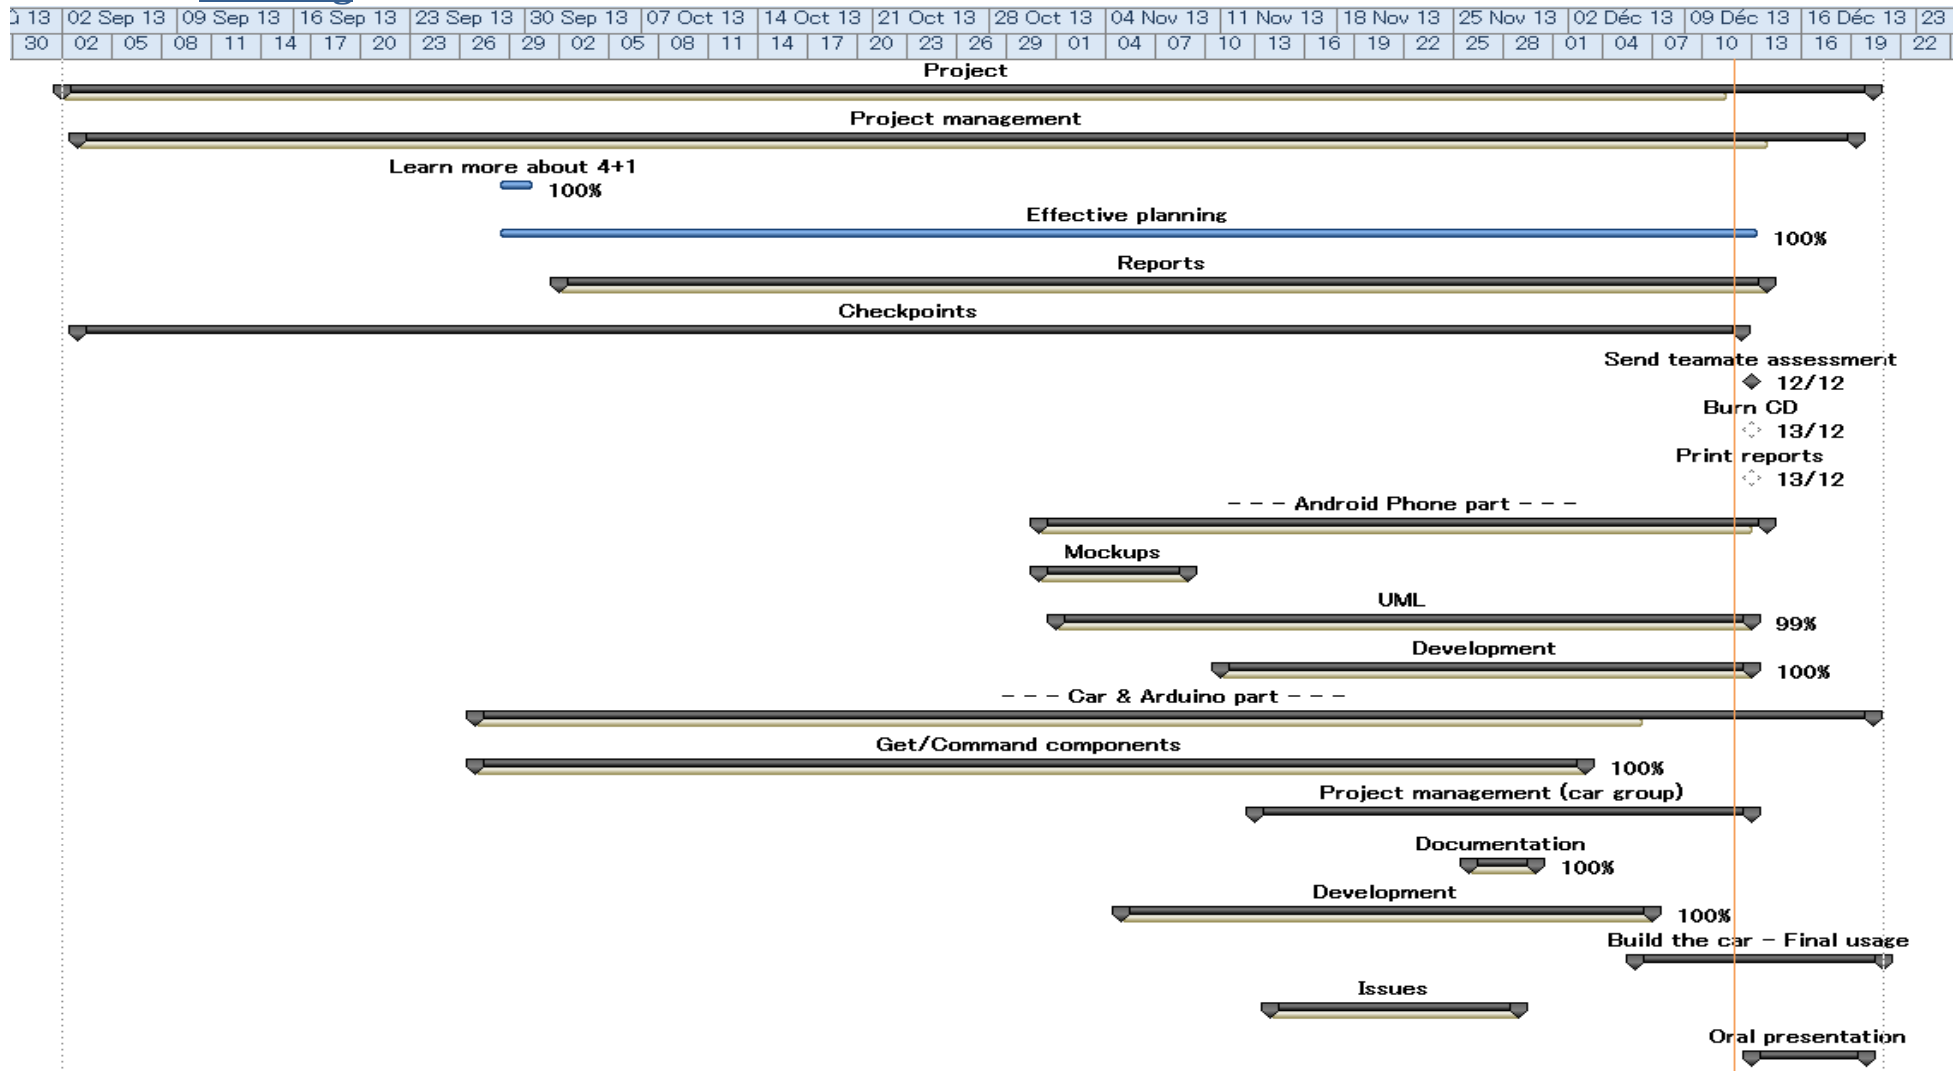 û 13 02 Sep 13 09 Sep 13 16 Sep 13 23 Sep 13 30 Sep 13 07 Oct 13 14 Oct 13 21 Oct 13 28 Oct 13 04 Nov 13 11 Nov 13 18 Nov 13 25 Nov 13 02 Déc 13 09 Déc 13 16 Déc 13 23
30 02 05 08 11 14 17 20 23 26 29 02 05 08 11 14 17 20 23 26 29 01 04 07 10 13 16 19 22 25 28 01 04 07 10 13 16 19 22
Project
Project management
Learn more about 4+1
100%
Effective planning
100%
Reports
Checkpoints
Send teamate assessment
12/12
Burn CD
13/12
Print reports
13/12
- - - Android Phone part - - -
Mockups
UML
99%
Development
100%
- - - Car & Arduino part - - -
Get/Command components
100%
Project management (car group)
Documentation
100%
Development
100%
Build the car - Final usage
Issues
Oral presentation